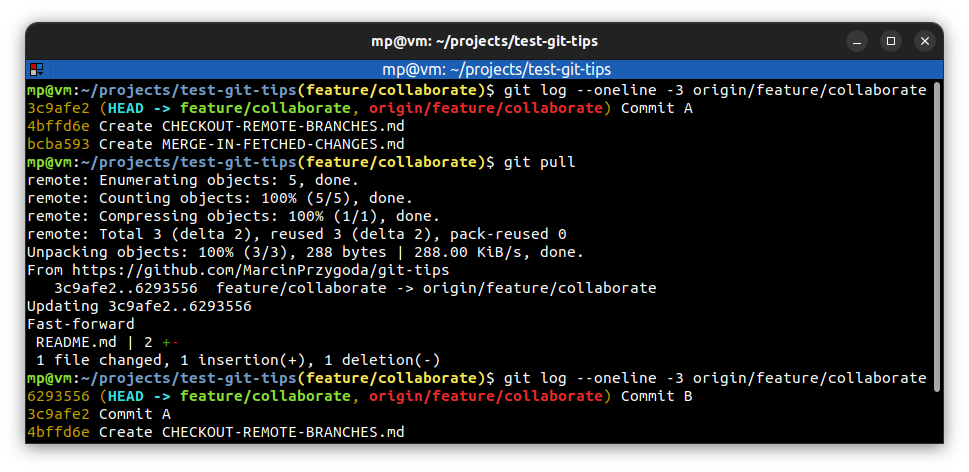 mp@vm: ~/projects/test-git-tips
mp@vm: ~/projects/test-git-tips
mp@vm:~/projects/test-git-tips(feature/collaborate)$ git log --oneline -3 origin/feature/collaborate
3c9afe2 (HEAD -> feature/collaborate, origin/feature/collaborate) Commit A
4bffd6e Create CHECKOUT-REMOTE-BRANCHES.md
bcba593 Create MERGE-IN-FETCHED-CHANGES.md
mp@vm:~/projects/test-git-tips(feature/collaborate)$ git pull
remote: Enumerating objects: 5, done.
remote: Counting objects: 100% (5/5), done.
remote: Compressing objects: 100% (1/1), done.
remote: Total 3 (delta 2), reused 3 (delta 2), pack-reused 0
Unpacking objects: 100% (3/3), 288 bytes | 288.00 KiB/s, done.
From https://github.com/MarcinPrzygoda/git-tips
   3c9afe2..6293556  feature/collaborate -> origin/feature/collaborate
Updating 3c9afe2..6293556
Fast-forward
 README.md | 2 +-
 1 file changed, 1 insertion(+), 1 deletion(-)
mp@vm:~/projects/test-git-tips(feature/collaborate)$ git log --oneline -3 origin/feature/collaborate
6293556 (HEAD -> feature/collaborate, origin/feature/collaborate) Commit B
3c9afe2 Commit A
4bffd6e Create CHECKOUT-REMOTE-BRANCHES.md